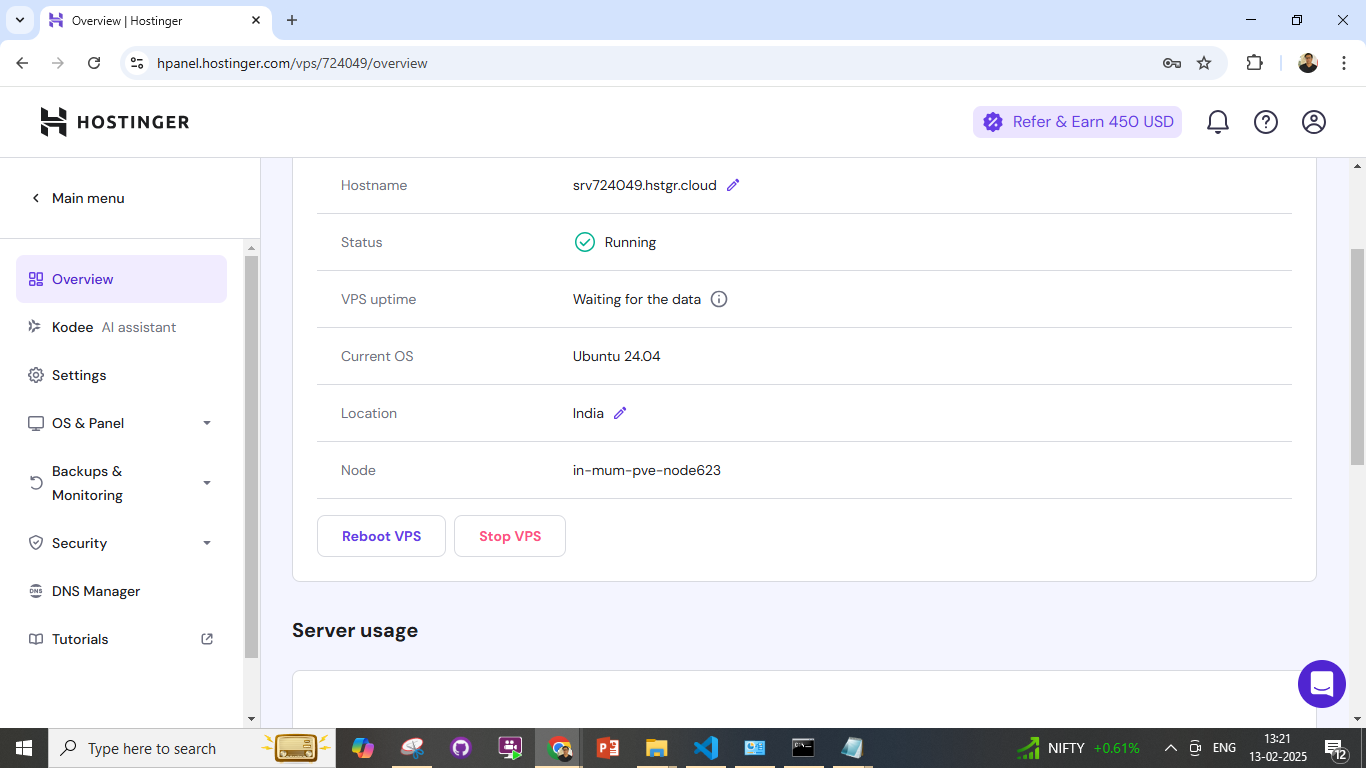 Overview | Hostinger
hpanel.hostinger.com/vps/724049/overview
HOSTINGER
Refer & Earn 450 USD
Main menu
Overview
Kodee AI assistant
Settings
OS & Panel
Backups &
Monitoring
Security
DNS
DNS Manager
Tutorials
Hostname srv724049.hstgr.cloud
Status Running
VPS uptime Waiting for the data
Current OS Ubuntu 24.04
Location India
Node in-mum-pve-node623
Reboot VPS Stop VPS
Server usage
Type here to search
NIFTY +0.61%
ENG
13:21
13-02-2025
12